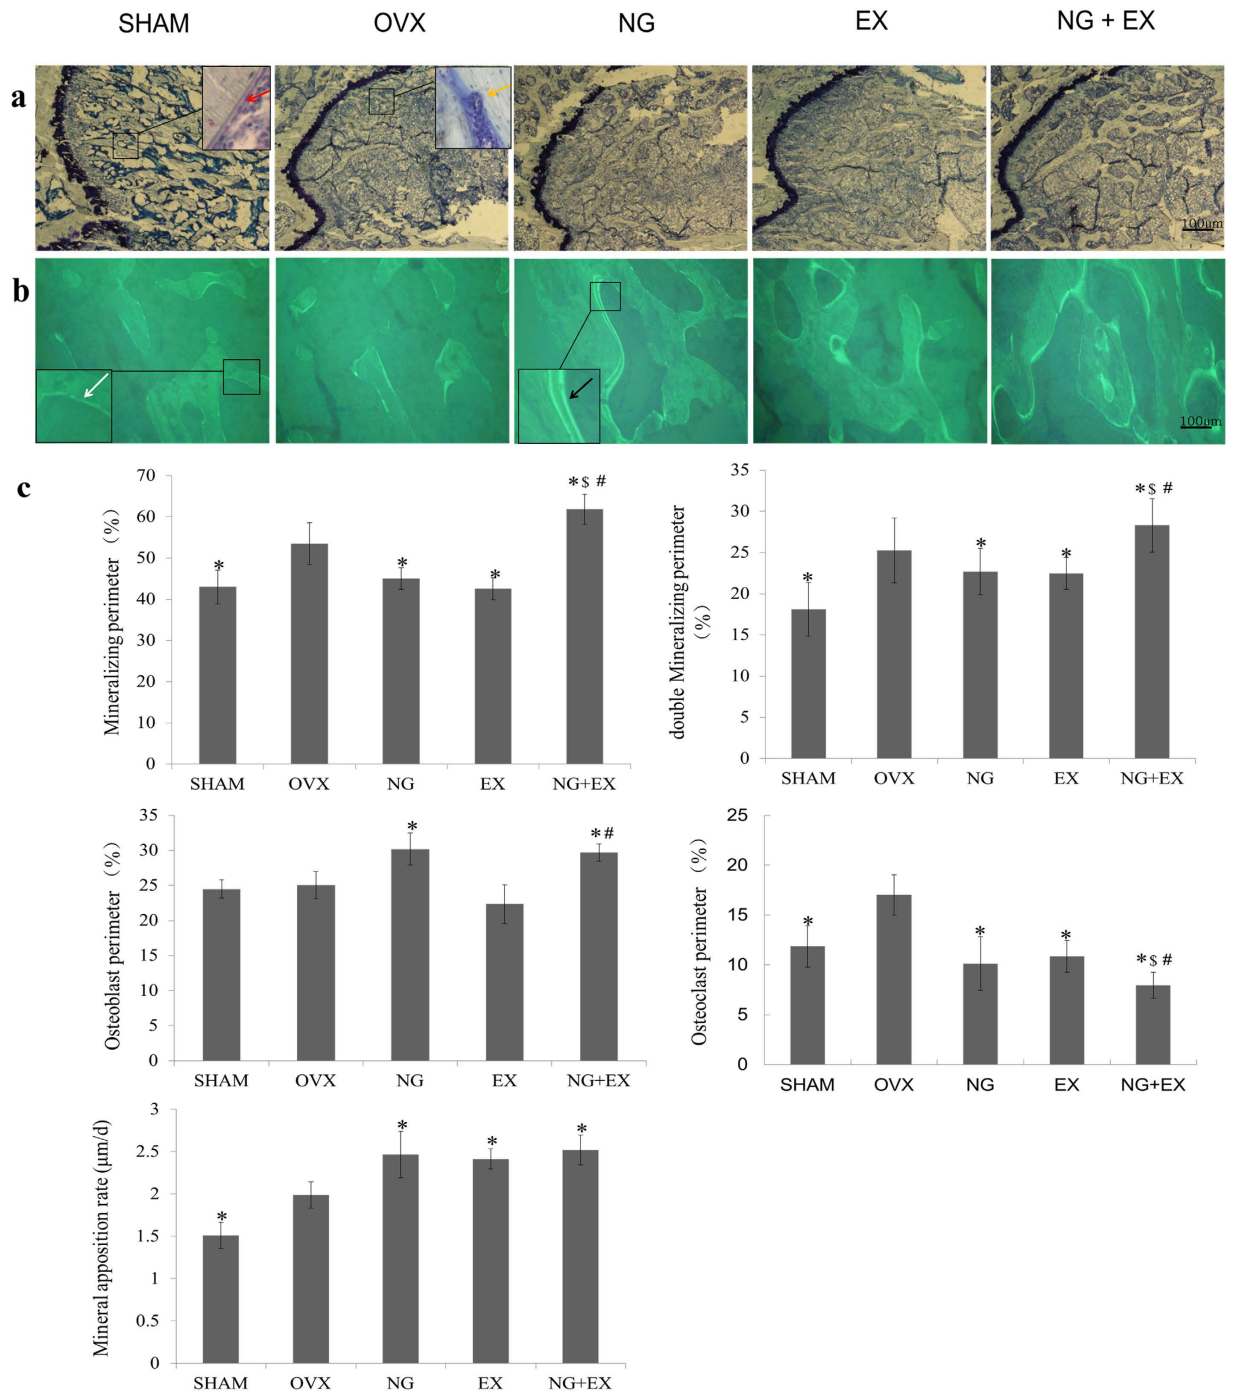 SHAM OVX NG EX NG + EX
a
100μm
b
100μm
c
Mineralizing perimeter (%)
70
60
50
40
30
20
10
0
* * * *$ #
SHAM OVX NG EX NG+EX
double Mineralizing perimeter
(%)
35
30
25
20
15
10
5
0
* * * *$ #
SHAM OVX NG EX NG+EX
Osteoblast perimeter (%)
35
30
25
20
15
10
5
0
* *#
SHAM OVX NG EX NG+EX
Osteoclast perimeter (%)
25
20
15
10
5
0
* * * *$ #
SHAM OVX NG EX NG+EX
Mineral apposition rate (μm/d)
3
2.5
2
1.5
1
0.5
0
* * * *
SHAM OVX NG EX NG+EX